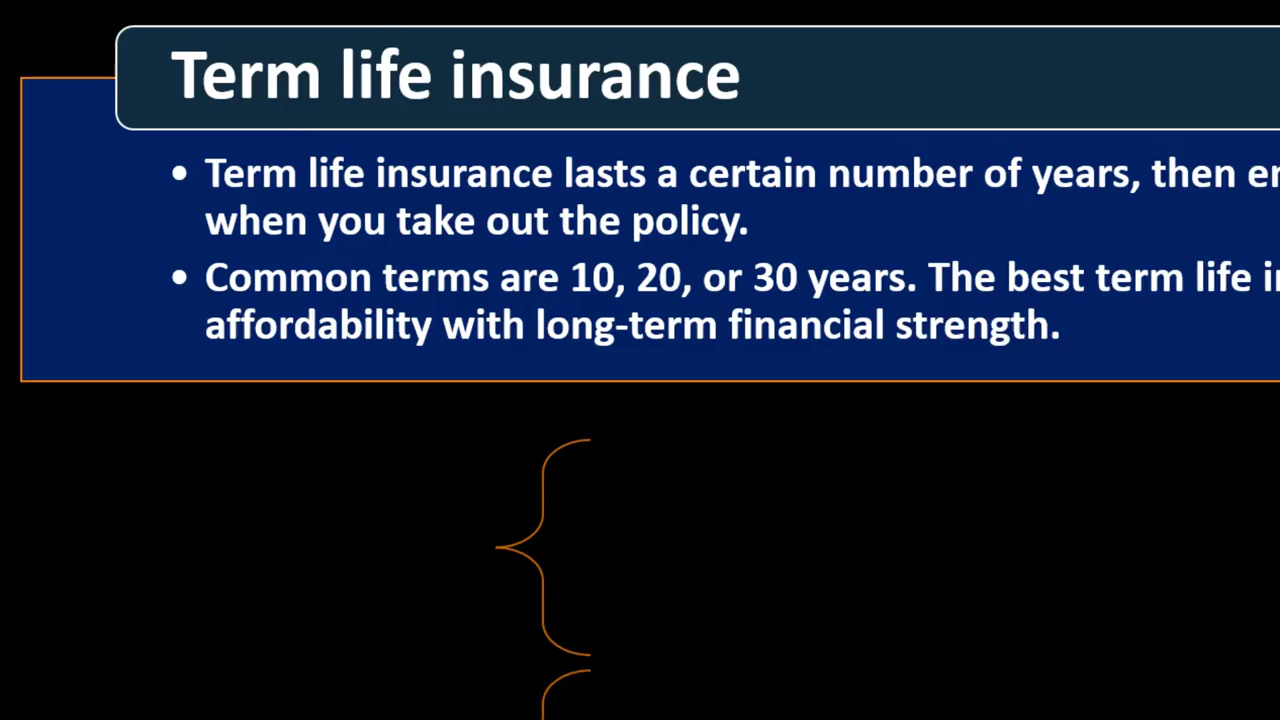 Term life insurance
• Term life insurance lasts a certain number of years, then
when you take out the policy.
• Common terms are 10, 20, or 30 years. The best term life
affordability with long-term financial strength.